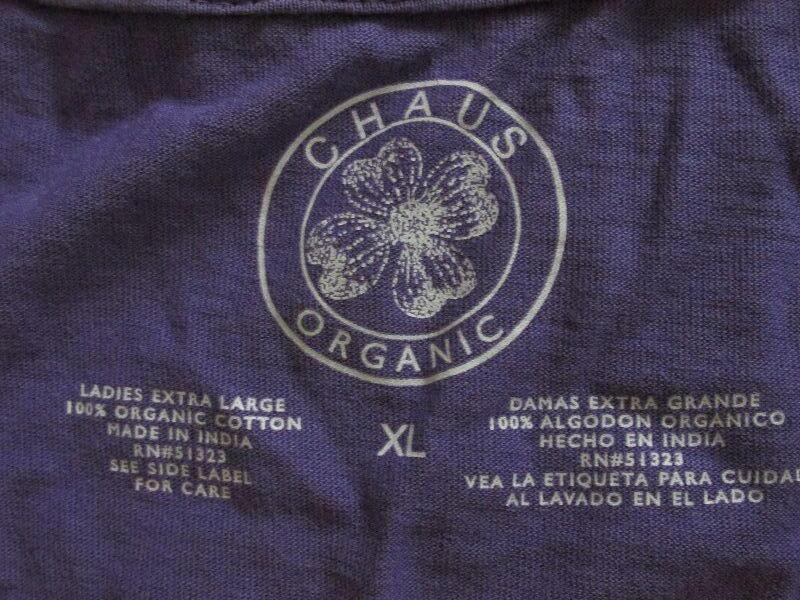 CHAUS
ORGANIC
LADIES EXTRA LARGE
100% ORGANIC COTTON
MADE IN INDIA
RN#51323
SEE SIDE LABEL
FOR CARE
XL
DAMAS EXTRA GRANDE
100% ALGODON ORGANICO
HECHO EN INDIA
RN#51323
VEA LA ETIQUETA PARA CUIDAL
AL LAVADO EN EL LADO